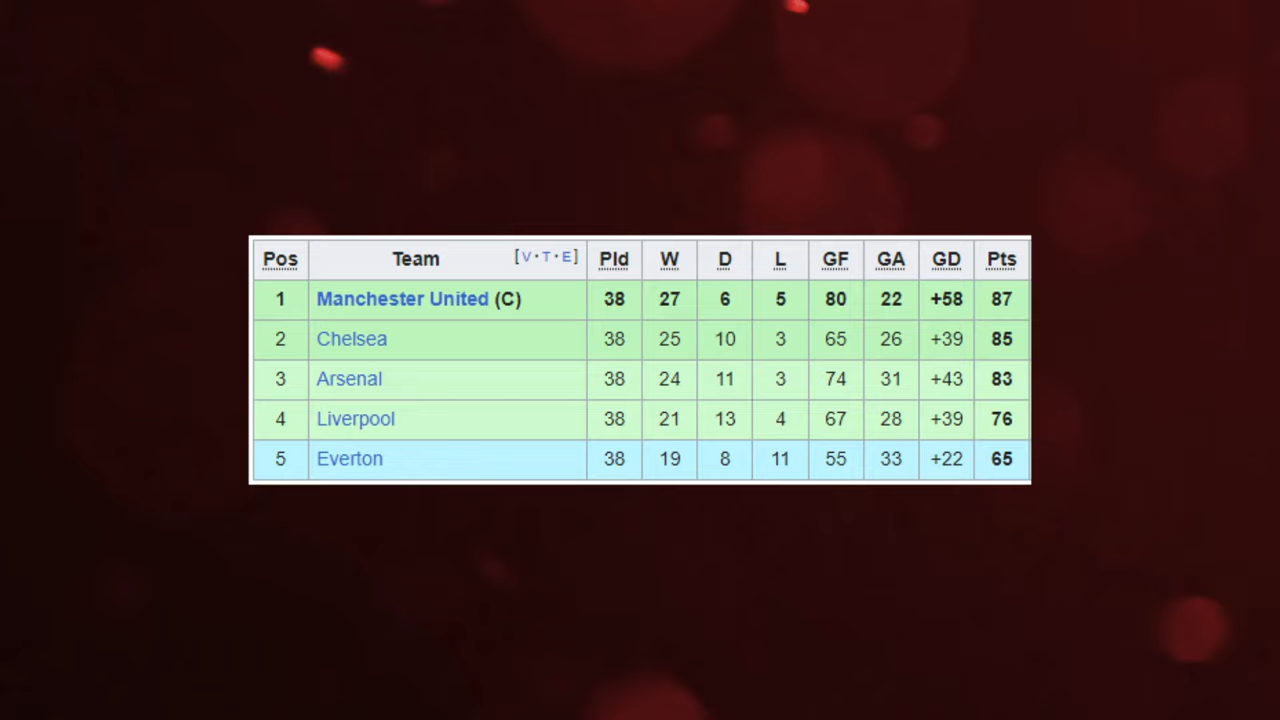 Pos Team [V·T·E] Pld W D L GF GA GD Pts
1 Manchester United (C) 38 27 6 5 80 22 +58 87
2 Chelsea 38 25 10 3 65 26 +39 85
3 Arsenal 38 24 11 3 74 31 +43 83
4 Liverpool 38 21 13 4 67 28 +39 76
5 Everton 38 19 8 11 55 33 +22 65